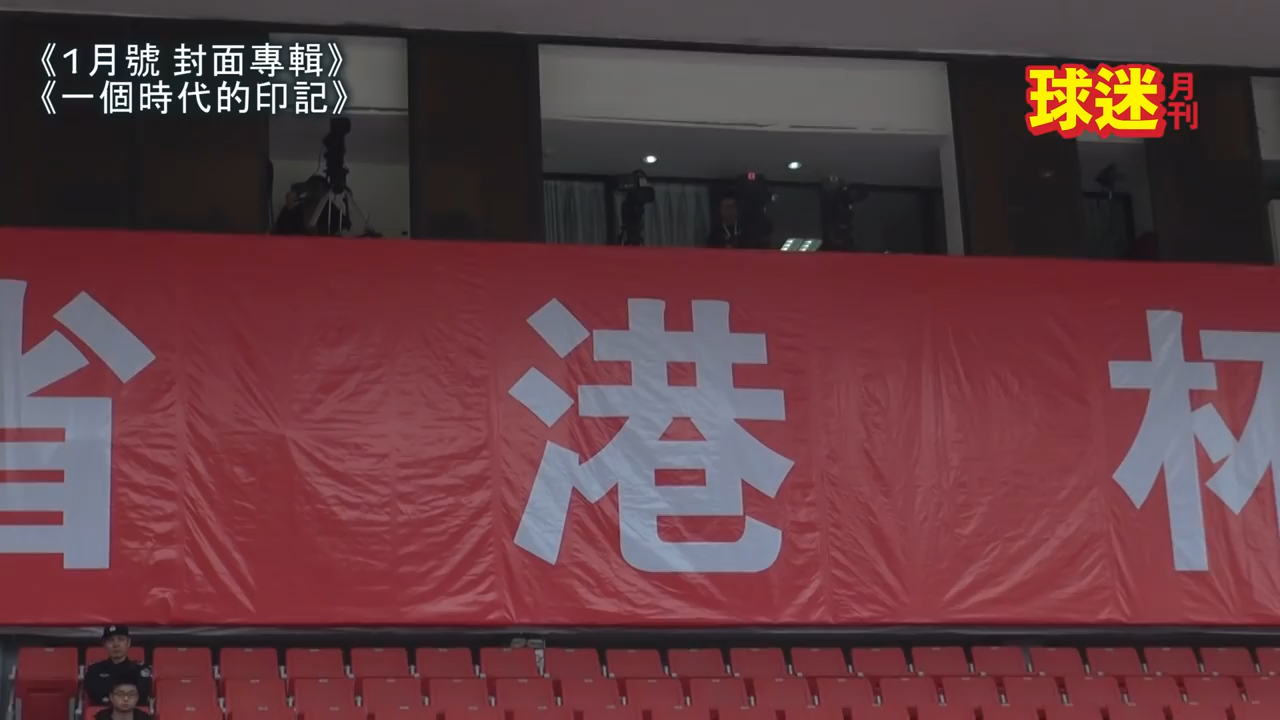 《1月號 封面專輯》
《一個時代的印記》
球迷月刊
省港杯